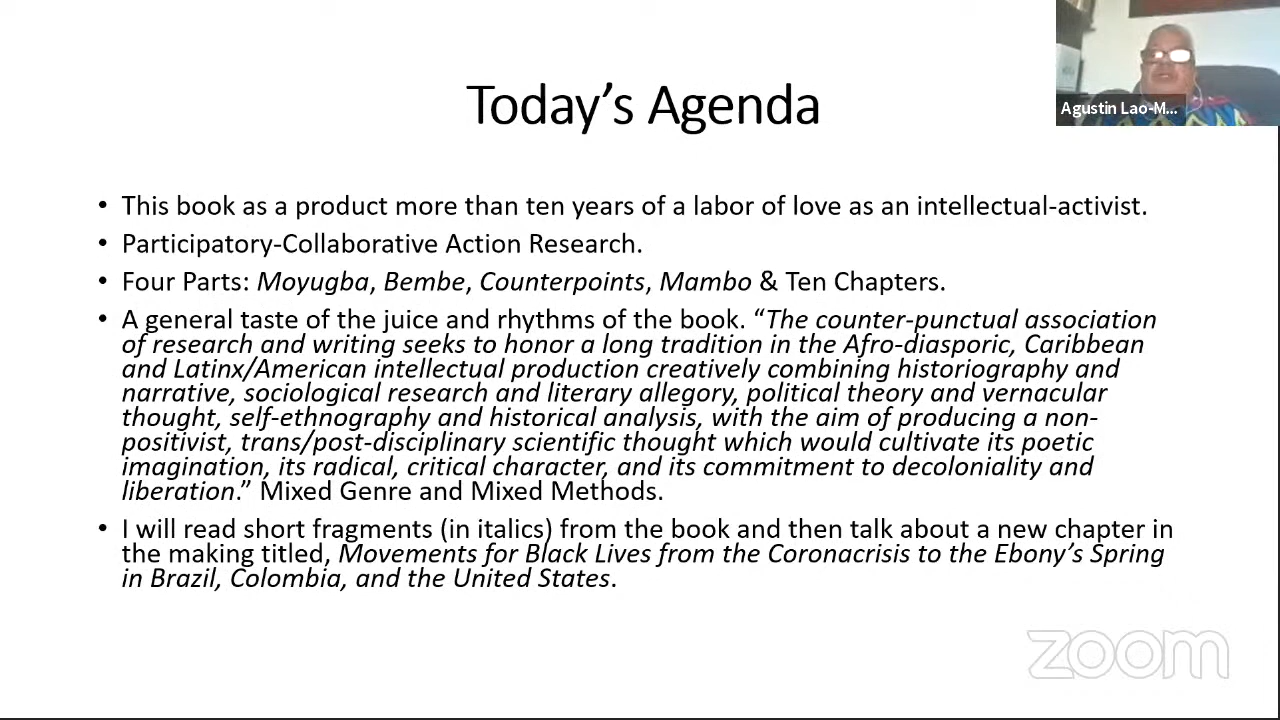 Today's Agenda
Agustin Lao-M...
• This book as a product more than ten years of a labor of love as an intellectual-activist.
• Participatory-Collaborative Action Research.
• Four Parts: Moyugba, Bembe, Counterpoints, Mambo & Ten Chapters.
• A general taste of the juice and rhythms of the book. “The counter-punctual association
of research and writing seeks to honor a long tradition in the Afro-diasporic, Caribbean
and Latinx/American intellectual production creatively combining historiography and
narrative, sociological research and literary allegory, political theory and vernacular
thought, self-ethnography and historical analysis, with the aim of producing a non-
positivist, trans/post-disciplinary scientific thought which would cultivate its poetic
imagination, its radical, critical character, and its commitment to decoloniality and
liberation.” Mixed Genre and Mixed Methods.
• I will read short fragments (in italics) from the book and then talk about a new chapter in
the making titled, Movements for Black Lives from the Coronacrisis to the Ebony’s Spring
in Brazil, Colombia, and the United States.
zoom